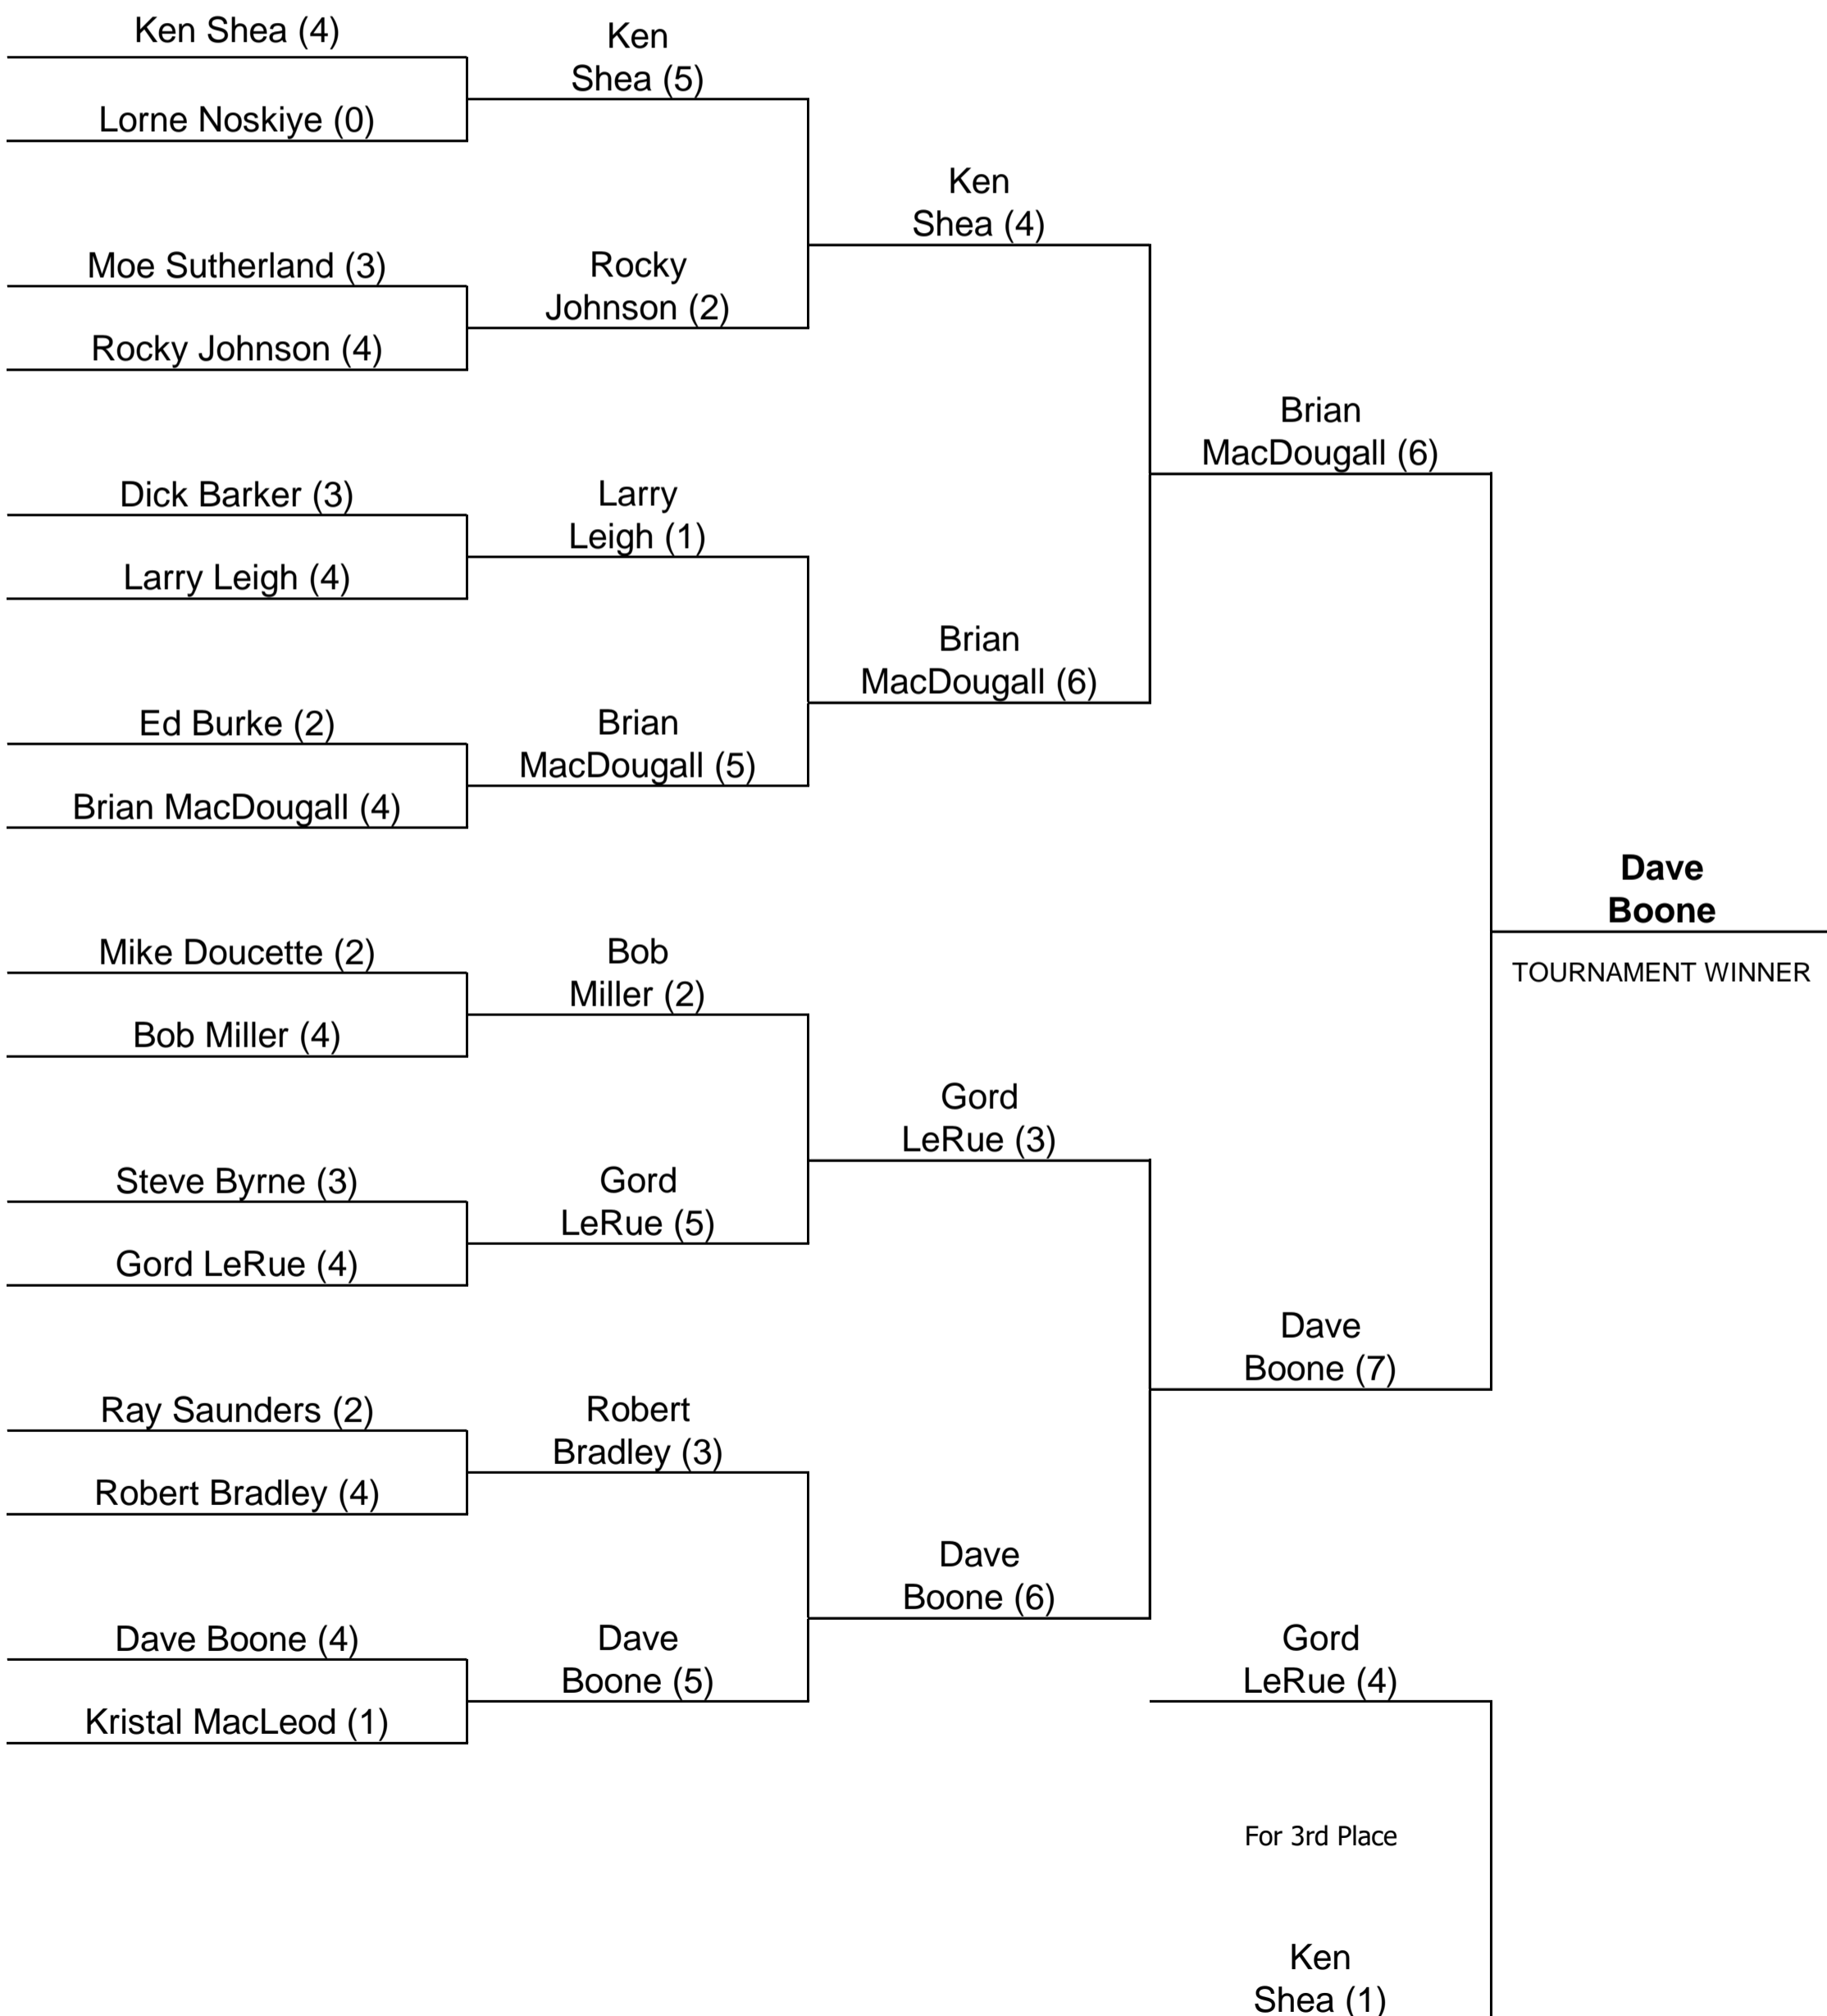 Ken Shea (4)
Lorne Noskiye (0)
Moe Sutherland (3)
Rocky Johnson (4)
Dick Barker (3)
Larry Leigh (4)
Ed Burke (2)
Brian MacDougall (4)
Mike Doucette (2)
Bob Miller (4)
Steve Byrne (3)
Gord LeRue (4)
Ray Saunders (2)
Robert Bradley (4)
Dave Boone (4)
Kristal MacLeod (1)
Ken
Shea (5)
Rocky
Johnson (2)
Larry
Leigh (1)
Brian
MacDougall (5)
Bob
Miller (2)
Gord
LeRue (5)
Robert
Bradley (3)
Dave
Boone (5)
Ken
Shea (4)
Brian
MacDougall (6)
Gord
LeRue (3)
Dave
Boone (6)
Brian
MacDougall (6)
Dave
Boone (7)
Gord
LeRue (4)
For 3rd Place
Ken
Shea (1)
Dave
Boone
TOURNAMENT WINNER